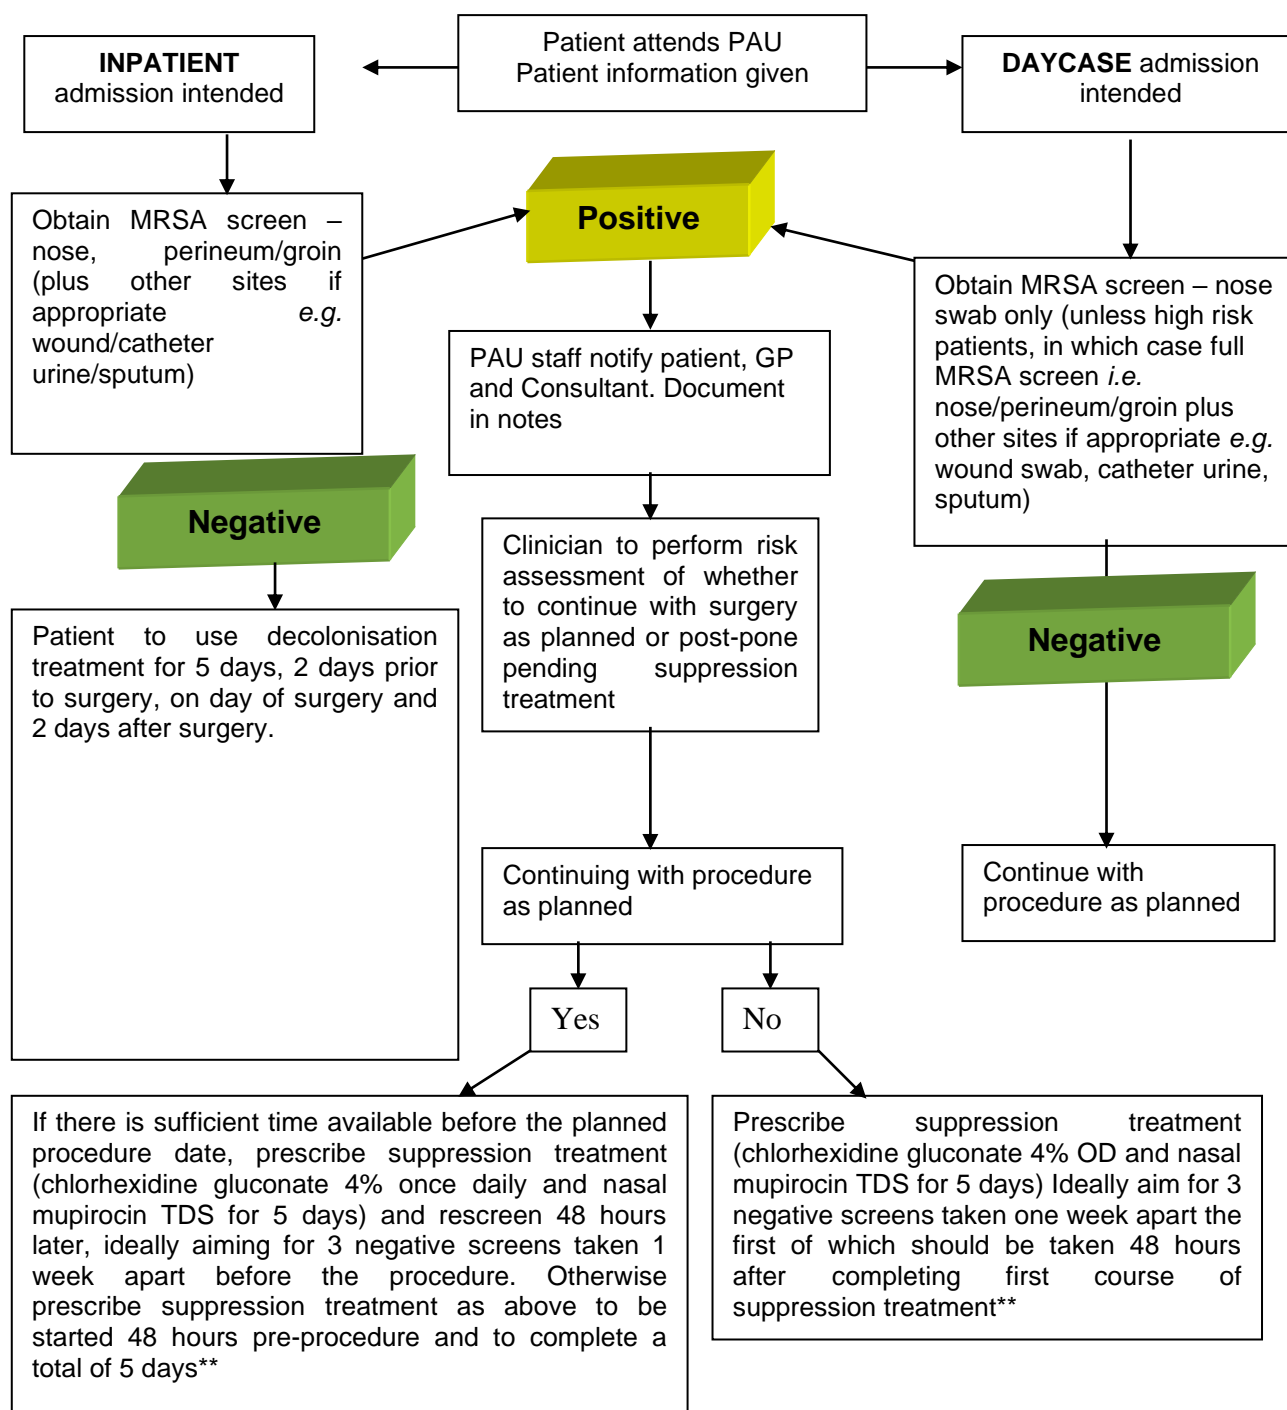 Patient attends PAU
Patient information given
INPATIENT
admission intended
DAYCASE admission
intended
Positive
Obtain MRSA screen –
nose, perineum/groin
(plus other sites if
appropriate e.g.
wound/catheter
urine/sputum)
Obtain MRSA screen – nose
swab only (unless high risk
patients, in which case full
MRSA screen i.e.
nose/perineum/groin plus
other sites if appropriate e.g.
wound swab, catheter urine,
sputum)
PAU staff notify patient, GP
and Consultant. Document
in notes
Negative
Clinician to perform risk
assessment of whether
to continue with surgery
as planned or post-pone
pending suppression
treatment
Negative
Patient to use decolonisation
treatment for 5 days, 2 days prior
to surgery, on day of surgery and
2 days after surgery.
Continuing with procedure
as planned
Continue with
procedure as planned
Yes
No
If there is sufficient time available before the planned
procedure date, prescribe suppression treatment
(chlorhexidine gluconate 4% once daily and nasal
mupirocin TDS for 5 days) and rescreen 48 hours
later, ideally aiming for 3 negative screens taken 1
week apart before the procedure. Otherwise
prescribe suppression treatment as above to be
started 48 hours pre-procedure and to complete a
total of 5 days**
Prescribe suppression treatment
(chlorhexidine gluconate 4% OD and nasal
mupirocin TDS for 5 days) Ideally aim for 3
negative screens taken one week apart the
first of which should be taken 48 hours
after completing first course of
suppression treatment**